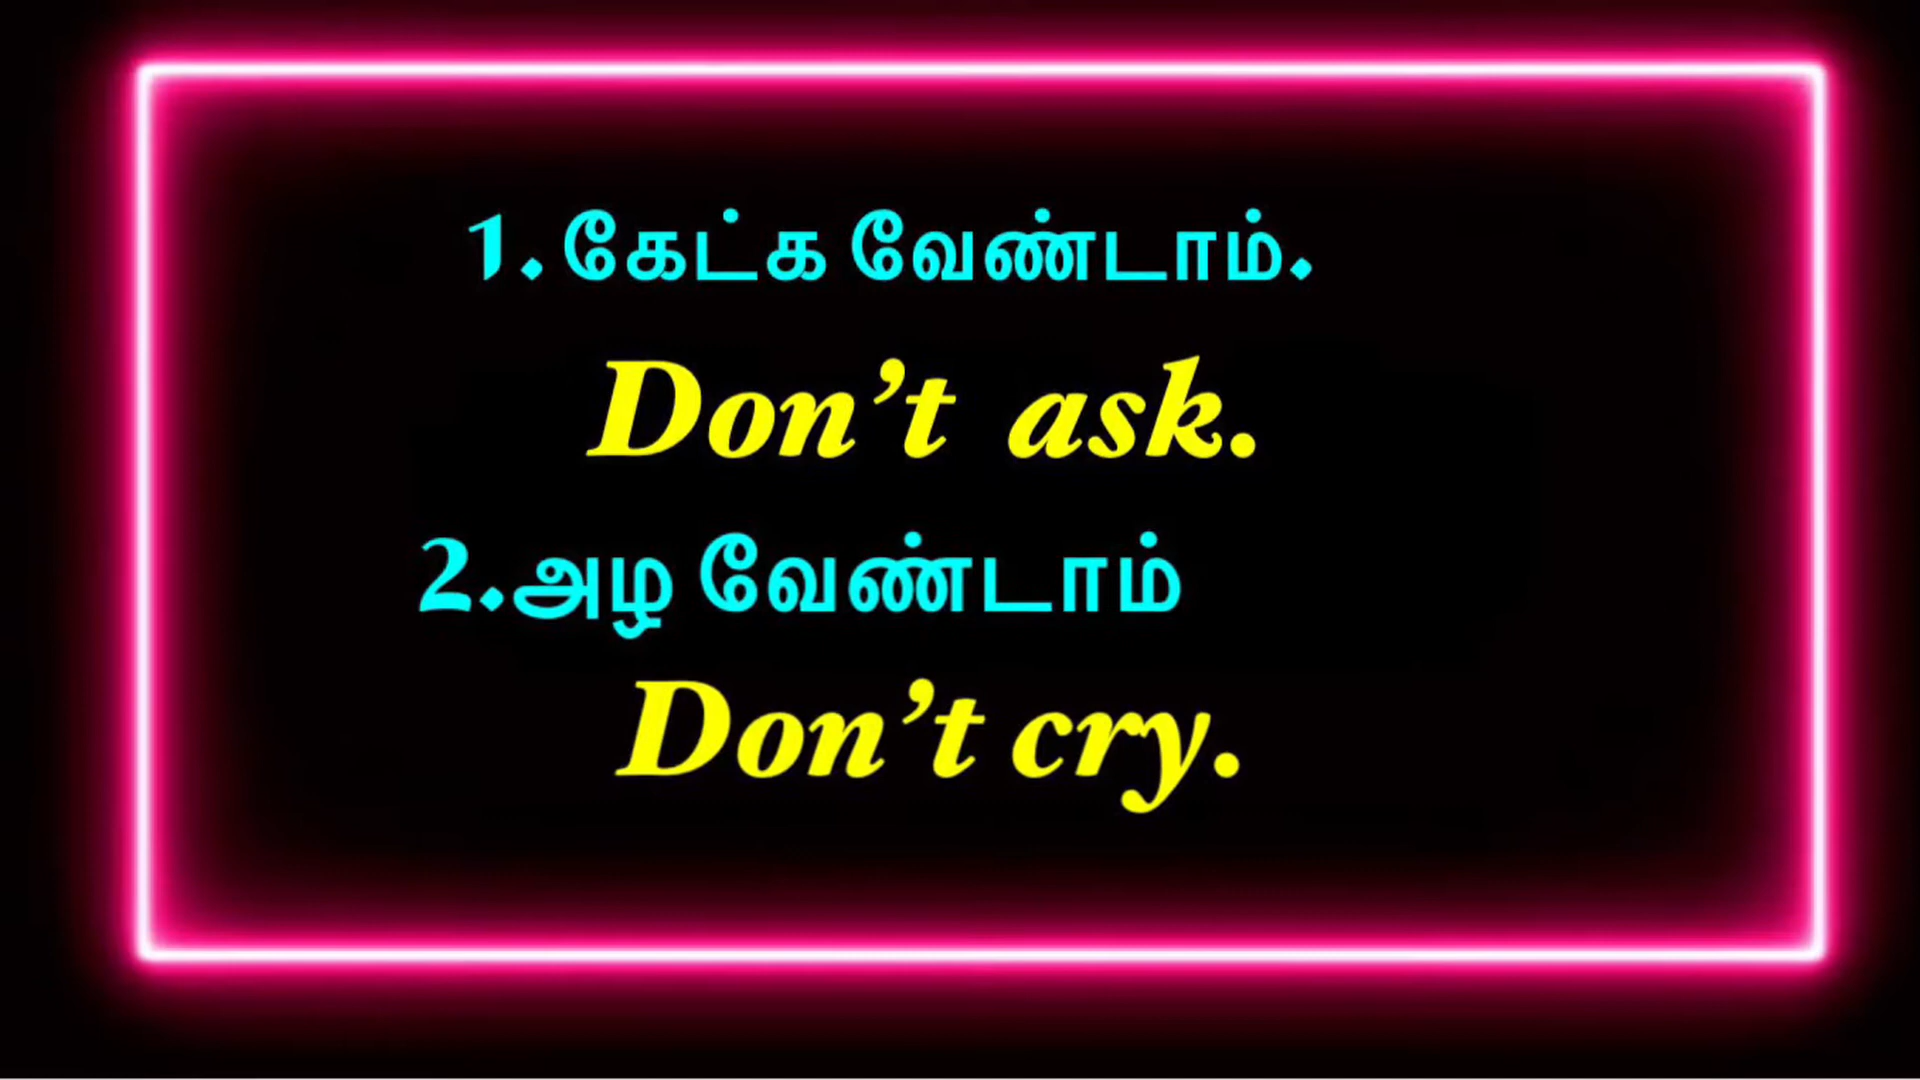 1. கேட்க வேண்டாம்.
Don’t ask.
2.அழ வேண்டாம்
Don’t cry.